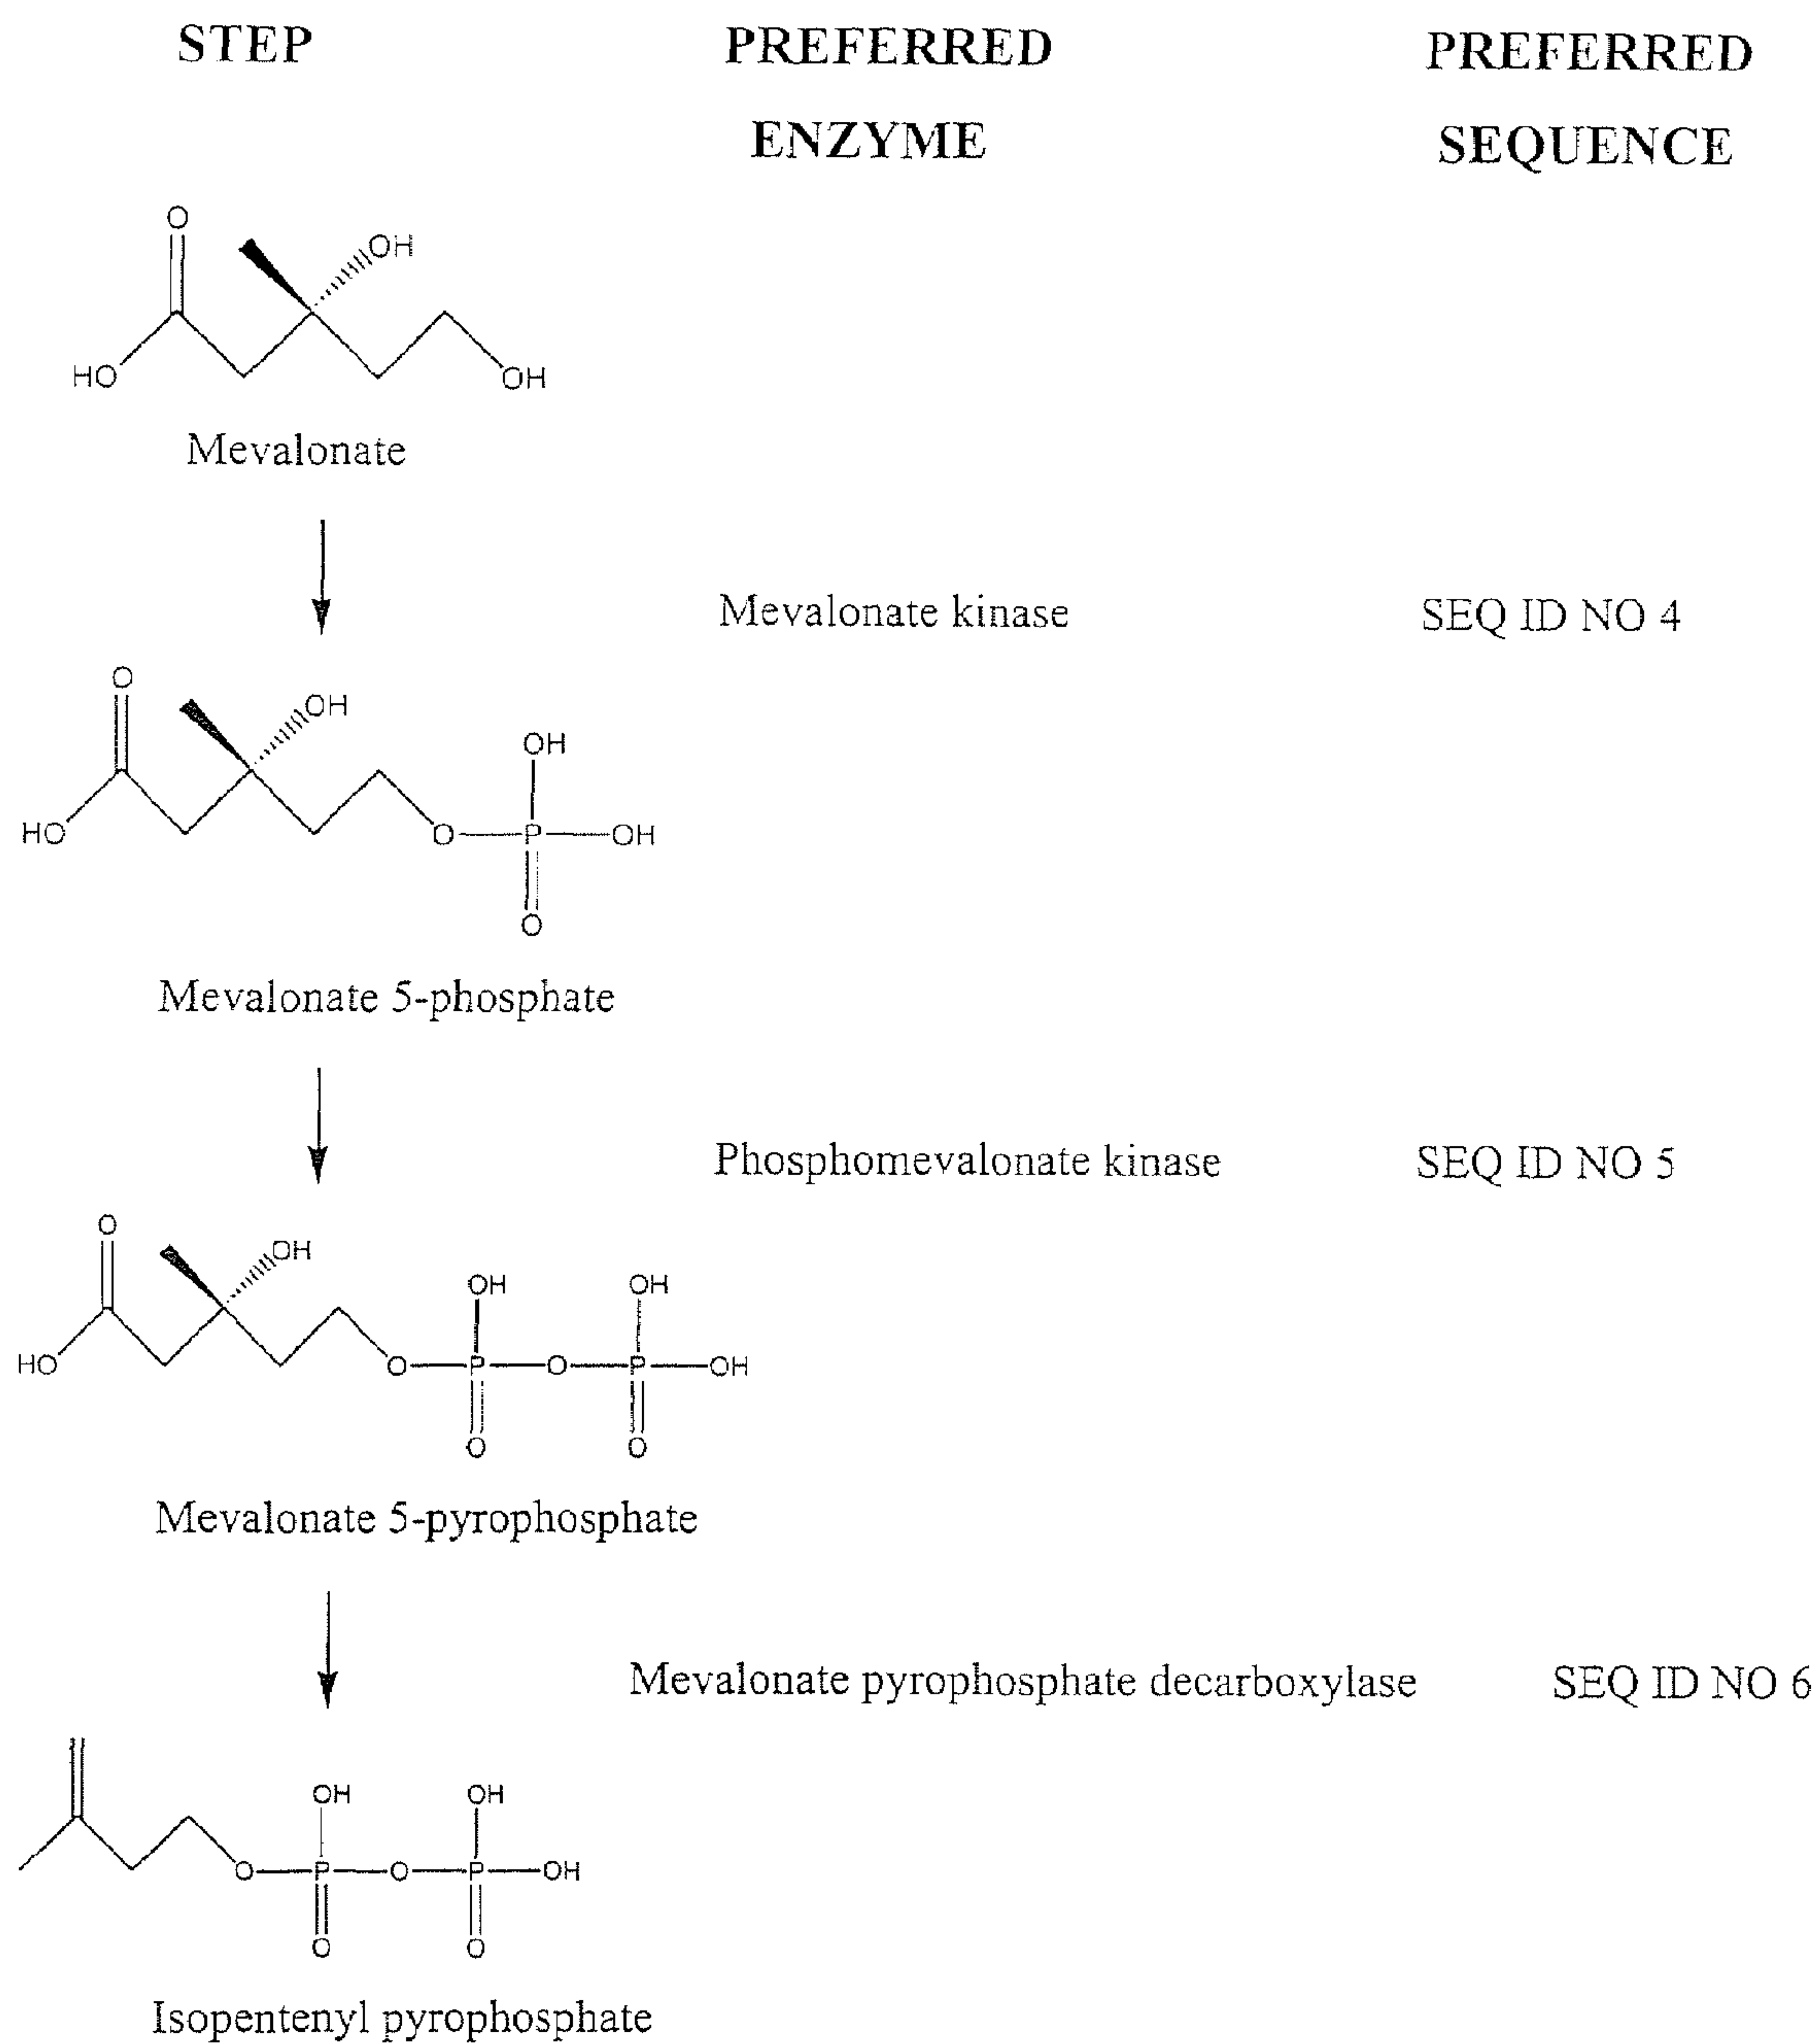 STEP PREFERRED PREFERRED
ENZYME SEQUENCE
O
OH
HO OH
Mevalonate
Mevalonate kinase SEQ ID NO 4
O
OH
OH
HO O P OH
O
Mevalonate 5-phosphate
Phosphomevalonate kinase SEQ ID NO 5
O
OH
OH OH
HO O P O P OH
O O
Mevalonate 5-pyrophosphate
Mevalonate pyrophosphate decarboxylase SEQ ID NO 6
OH OH
O P O P OH
O O
Isopentenyl pyrophosphate